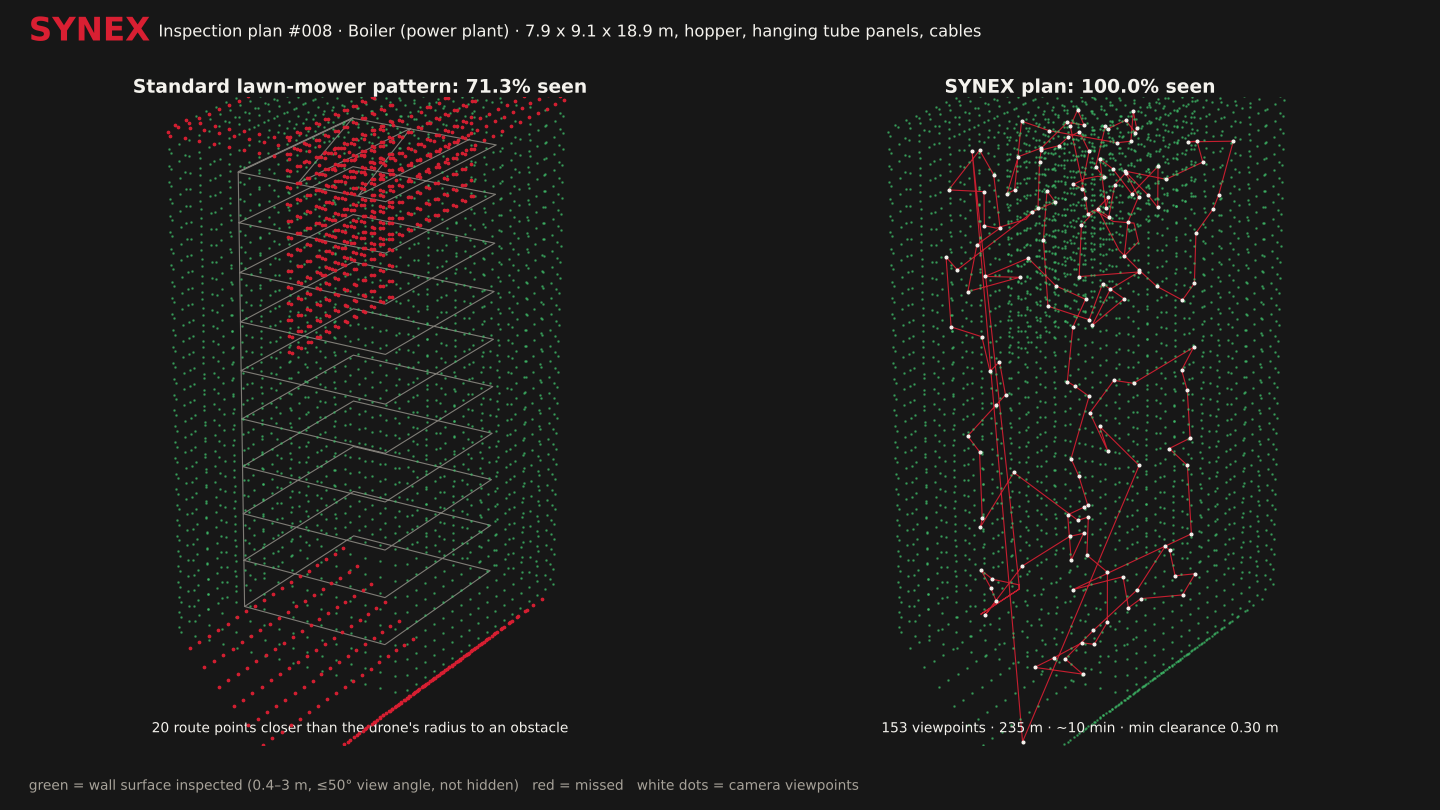 SYNEX Inspection plan #008 · Boiler (power plant) · 7.9 x 9.1 x 18.9 m, hopper, hanging tube panels, cables
Standard lawn-mower pattern: 71.3% seen
SYNEX plan: 100.0% seen
20 route points closer than the drone's radius to an obstacle
153 viewpoints · 235 m · ~10 min · min clearance 0.30 m
green = wall surface inspected (0.4–3 m, ≤50° view angle, not hidden) red = missed white dots = camera viewpoints